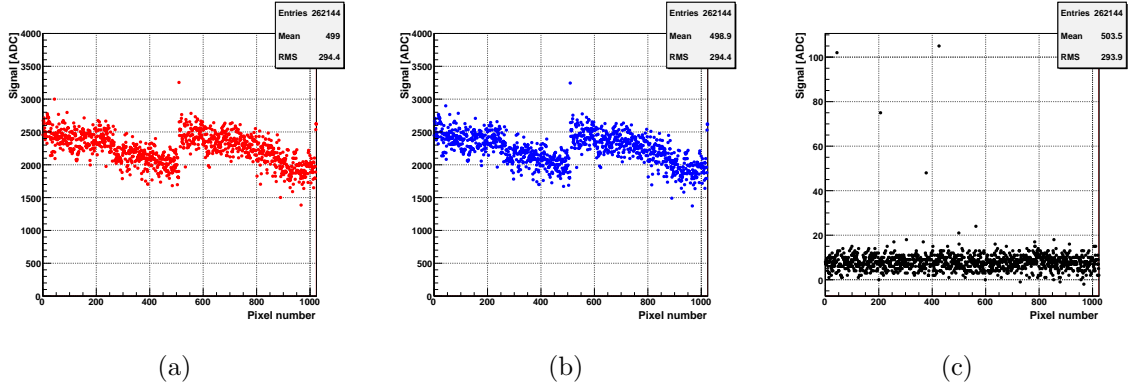 Entries 262144
Mean 499
RMS 294.4
Signal [ADC]
4000
3500
3000
2500
2000
1500
1000
500
0
0 200 400 600 800 1000
Pixel number
(a)
Entries 262144
Mean 498.9
RMS 294.4
Signal [ADC]
4000
3500
3000
2500
2000
1500
1000
500
0
0 200 400 600 800 1000
Pixel number
(b)
Entries 262144
Mean 503.5
RMS 293.9
Signal [ADC]
100
80
60
40
20
0
0 200 400 600 800 1000
Pixel number
(c)